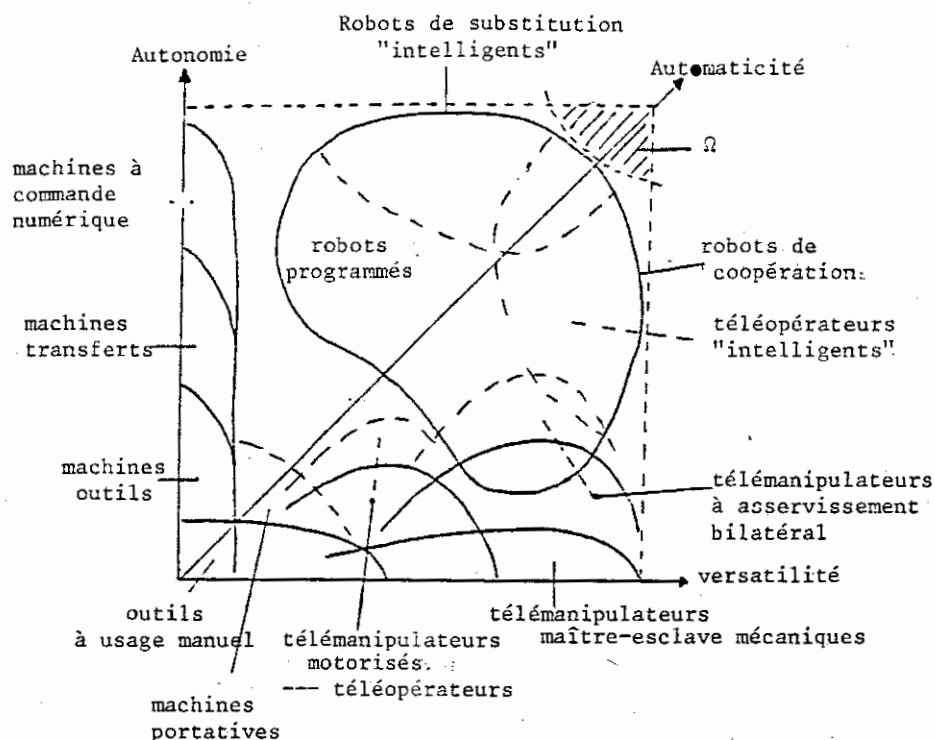 Robots de substitution
"intelligents"
Autonomie
Automaticité
Ω
machines à
commande
numérique
robots
programmés
robots de
coopération
machines
transferts
téléopérateurs
"intelligents"
machines
outils
télémanipulateurs
à asservissement
bilatéral
versatilité
outils
à usage manuel
télémanipulateurs
motorisés
--- téléopérateurs
télémanipulateurs
maître-esclave mécaniques
machines
portatives